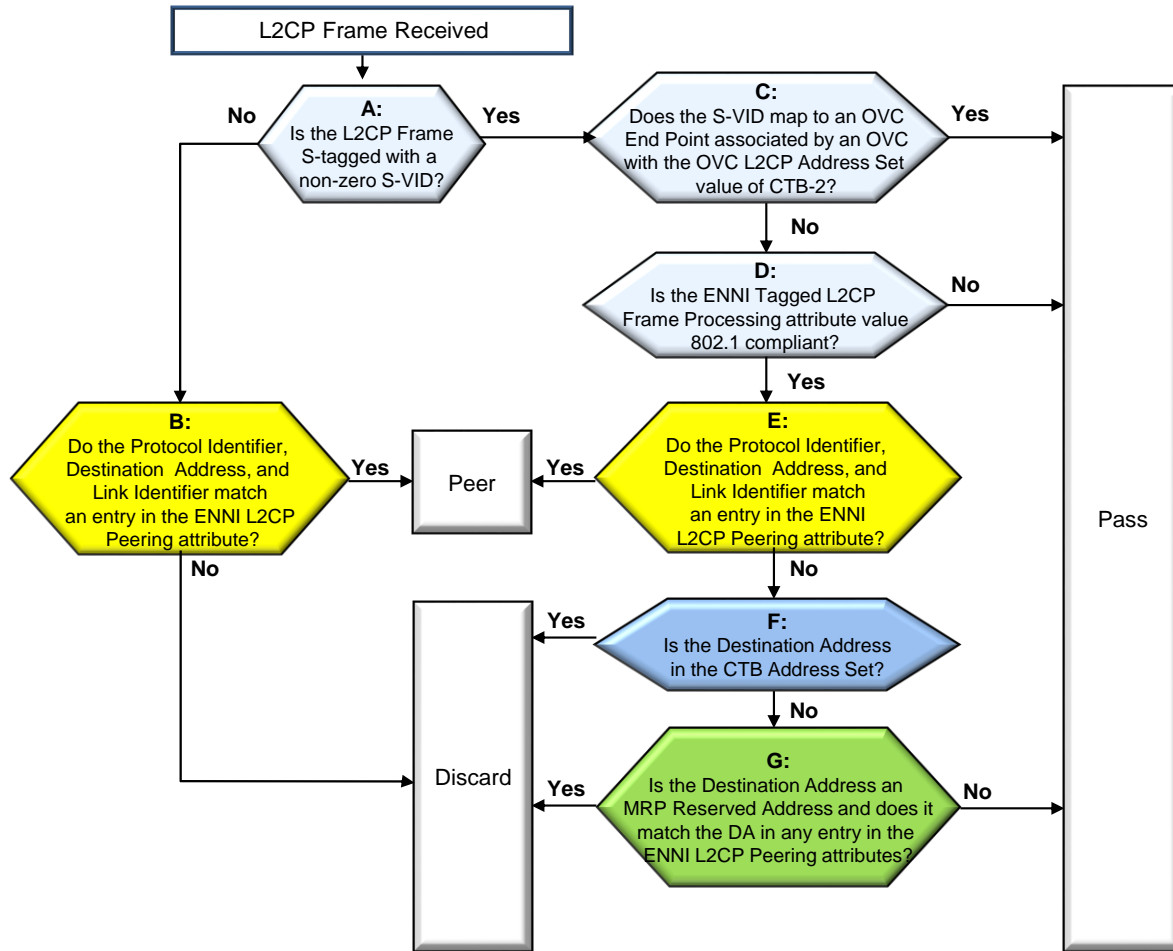 L2CP Frame Received
No
A:
Is the L2CP Frame
S-tagged with a
non-zero S-VID?
Yes
C:
Does the S-VID map to an OVC
End Point associated by an OVC
with the OVC L2CP Address Set
value of CTB-2?
Yes
No
D:
Is the ENNI Tagged L2CP
Frame Processing attribute value
802.1 compliant?
No
Yes
B:
Do the Protocol Identifier,
Destination Address, and
Link Identifier match
an entry in the ENNI L2CP
Peering attribute?
Yes
No
Peer
Yes
E:
Do the Protocol Identifier,
Destination Address, and
Link Identifier match
an entry in the ENNI
L2CP Peering attribute?
No
Pass
Yes
F:
Is the Destination Address
in the CTB Address Set?
No
Discard
Yes
G:
Is the Destination Address an
MRP Reserved Address and does it
match the DA in any entry in the
ENNI L2CP Peering attributes?
No